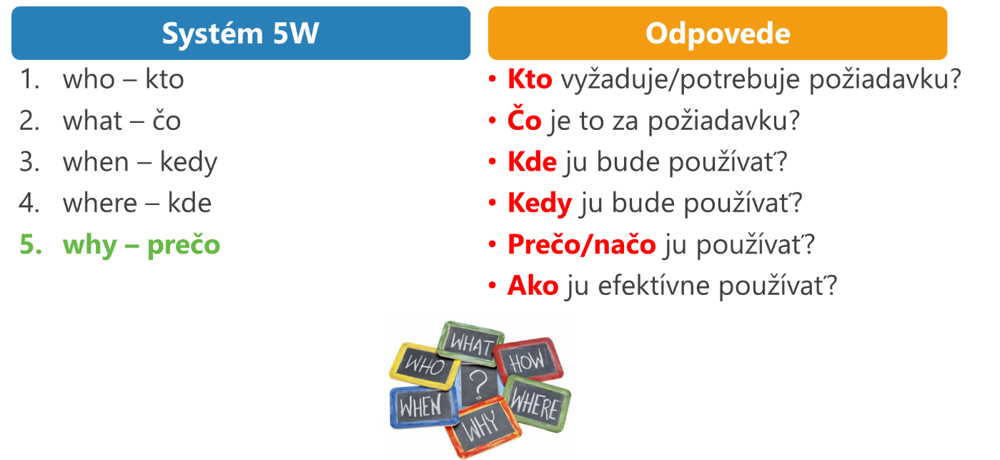 Systém 5W
1. who – kto
2. what – čo
3. when – kedy
4. where – kde
5. why – prečo
Odpovede
• Kto vyžaduje/potrebuje požiadavku?
• Čo je to za požiadavku?
• Kde ju bude používať?
• Kedy ju bude používať?
• Prečo/načo ju používať?
• Ako ju efektívne používať?
WHAT
WHO
HOW
?
WHEN
WHERE
WHY